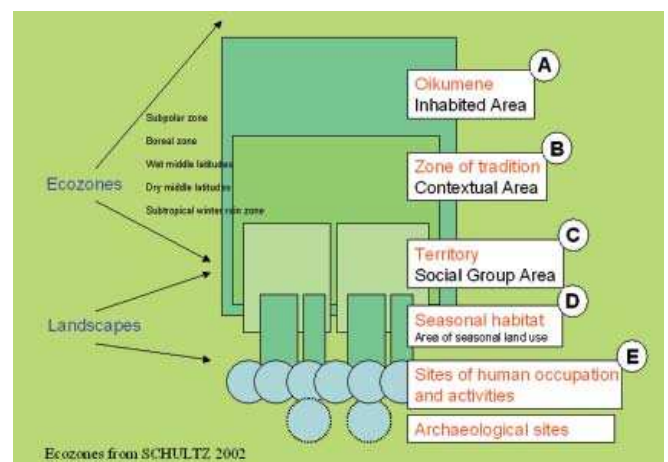 A
Oikumene
Inhabited Area
Subpolar zone
Boreal zone
B
Wet middle latitudes
Zone of tradition
Contextual Area
Ecozones
Dry middle latitudes
Subtropical winter rain zone
C
Territory
Social Group Area
D
Landscapes
Seasonal habitat
Area of seasonal land use
E
Sites of human occupation
and activities
Archaeological sites
Ecozones from SCHULTZ 2002